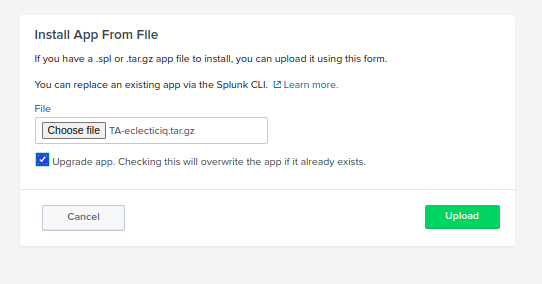 Install App From File
If you have a .spl or .tar.gz app file to install, you can upload it using this form.
You can replace an existing app via the Splunk CLI. Learn more.
File
Choose file TA-eclecticiq.tar.gz
Upgrade app. Checking this will overwrite the app if it already exists.
Cancel Upload